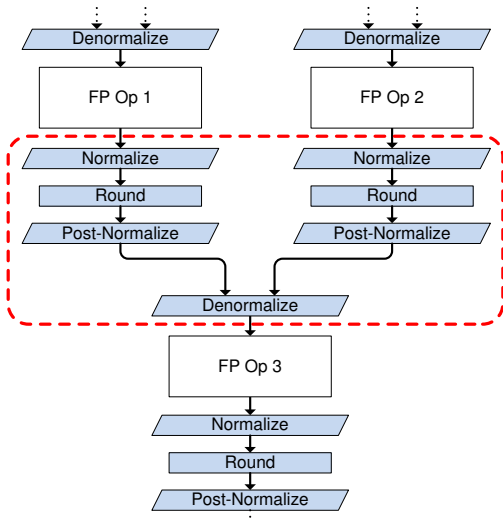 Denormalize
Denormalize
FP Op 1
FP Op 2
Normalize
Normalize
Round
Round
Post-Normalize
Post-Normalize
Denormalize
FP Op 3
Normalize
Round
Post-Normalize